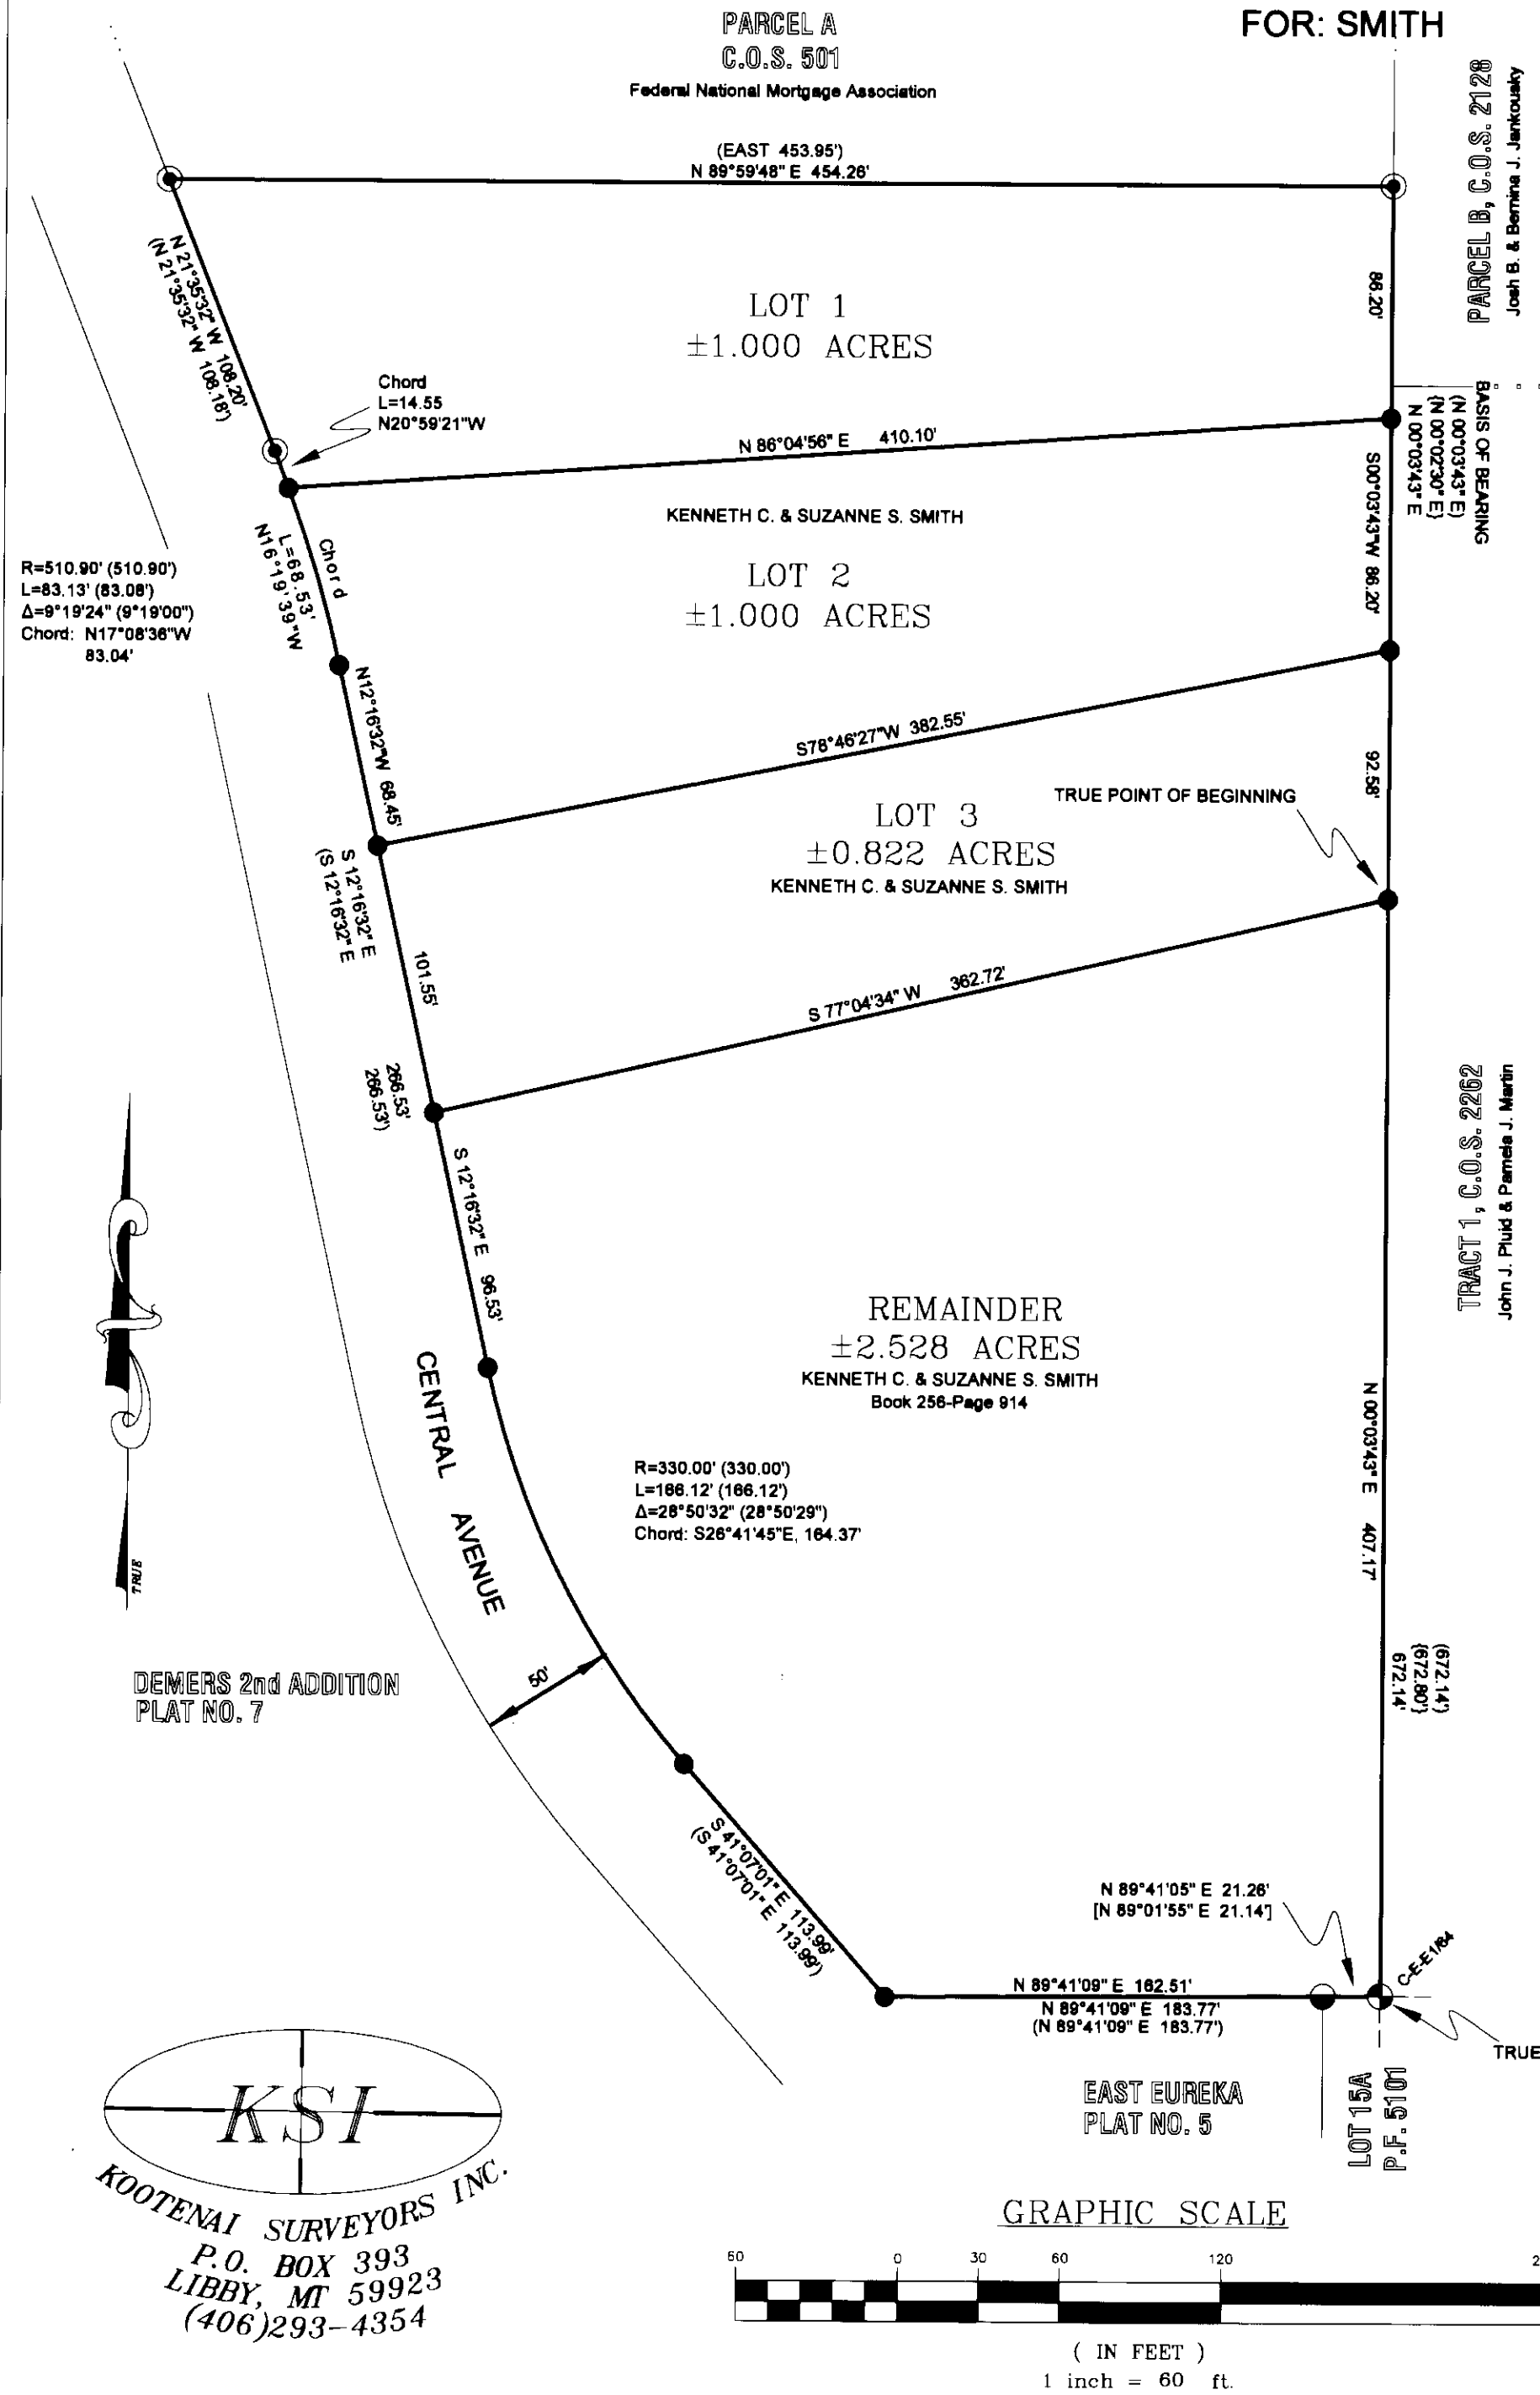 PARCEL A
C.O.S. 501
Federal National Mortgage Association
FOR: SMITH
PARCEL B, C.O.S. 2128
Josh B. & Bernina J. Jankousky
(EAST 453.95')
N 89°59'48" E 454.26'
N 21°35'32" W 108.20'
(N 21°35'32" W 108.18')
LOT 1
±1.000 ACRES
86.20'
Chord
L=14.55
N20°59'21"W
N 86°04'56" E 410.10'
BASIS OF BEARING
(N 00°03'43" E)
{N 00°02'30" E}
N 00°03'43" E
S00°03'43"W 86.20'
KENNETH C. & SUZANNE S. SMITH
LOT 2
±1.000 ACRES
Chord
L=68.53'
N16°19'39"W
R=510.90' (510.90')
L=83.13' (83.08')
Δ=9°19'24" (9°19'00")
Chord: N17°08'36"W
83.04'
N12°16'32"W 68.45'
S78°46'27"W 382.55'
92.58'
TRUE POINT OF BEGINNING
LOT 3
±0.822 ACRES
KENNETH C. & SUZANNE S. SMITH
S 12°16'32" E
(S 12°16'32" E
101.55'
S 77°04'34" W 362.72'
266.53'
266.53')
S 12°16'32" E 96.53'
TRACT 1, C.O.S. 2262
John J. Pluid & Pamela J. Martin
REMAINDER
±2.528 ACRES
KENNETH C. & SUZANNE S. SMITH
Book 256-Page 914
CENTRAL AVENUE
N 00°03'43" E 407.17'
R=330.00' (330.00')
L=166.12' (166.12')
Δ=28°50'32" (28°50'29")
Chord: S26°41'45"E, 164.37'
TRUE
50'
DEMERS 2nd ADDITION
PLAT NO. 7
(672.14')
{672.80'}
672.14'
S 41°07'01" E 113.99'
(S 41°07'01" E 113.99')
N 89°41'05" E 21.26'
[N 89°01'55" E 21.14']
C-E-E1/64
N 89°41'09" E 162.51'
N 89°41'09" E 183.77'
(N 89°41'09" E 183.77')
TRUE
EAST EUREKA
PLAT NO. 5
LOT 15A
P.F. 5101
KSI
KOOTENAI SURVEYORS INC.
P.O. BOX 393
LIBBY, MT 59923
(406)293-4354
GRAPHIC SCALE
60 0 30 60 120 2
( IN FEET )
1 inch = 60 ft.